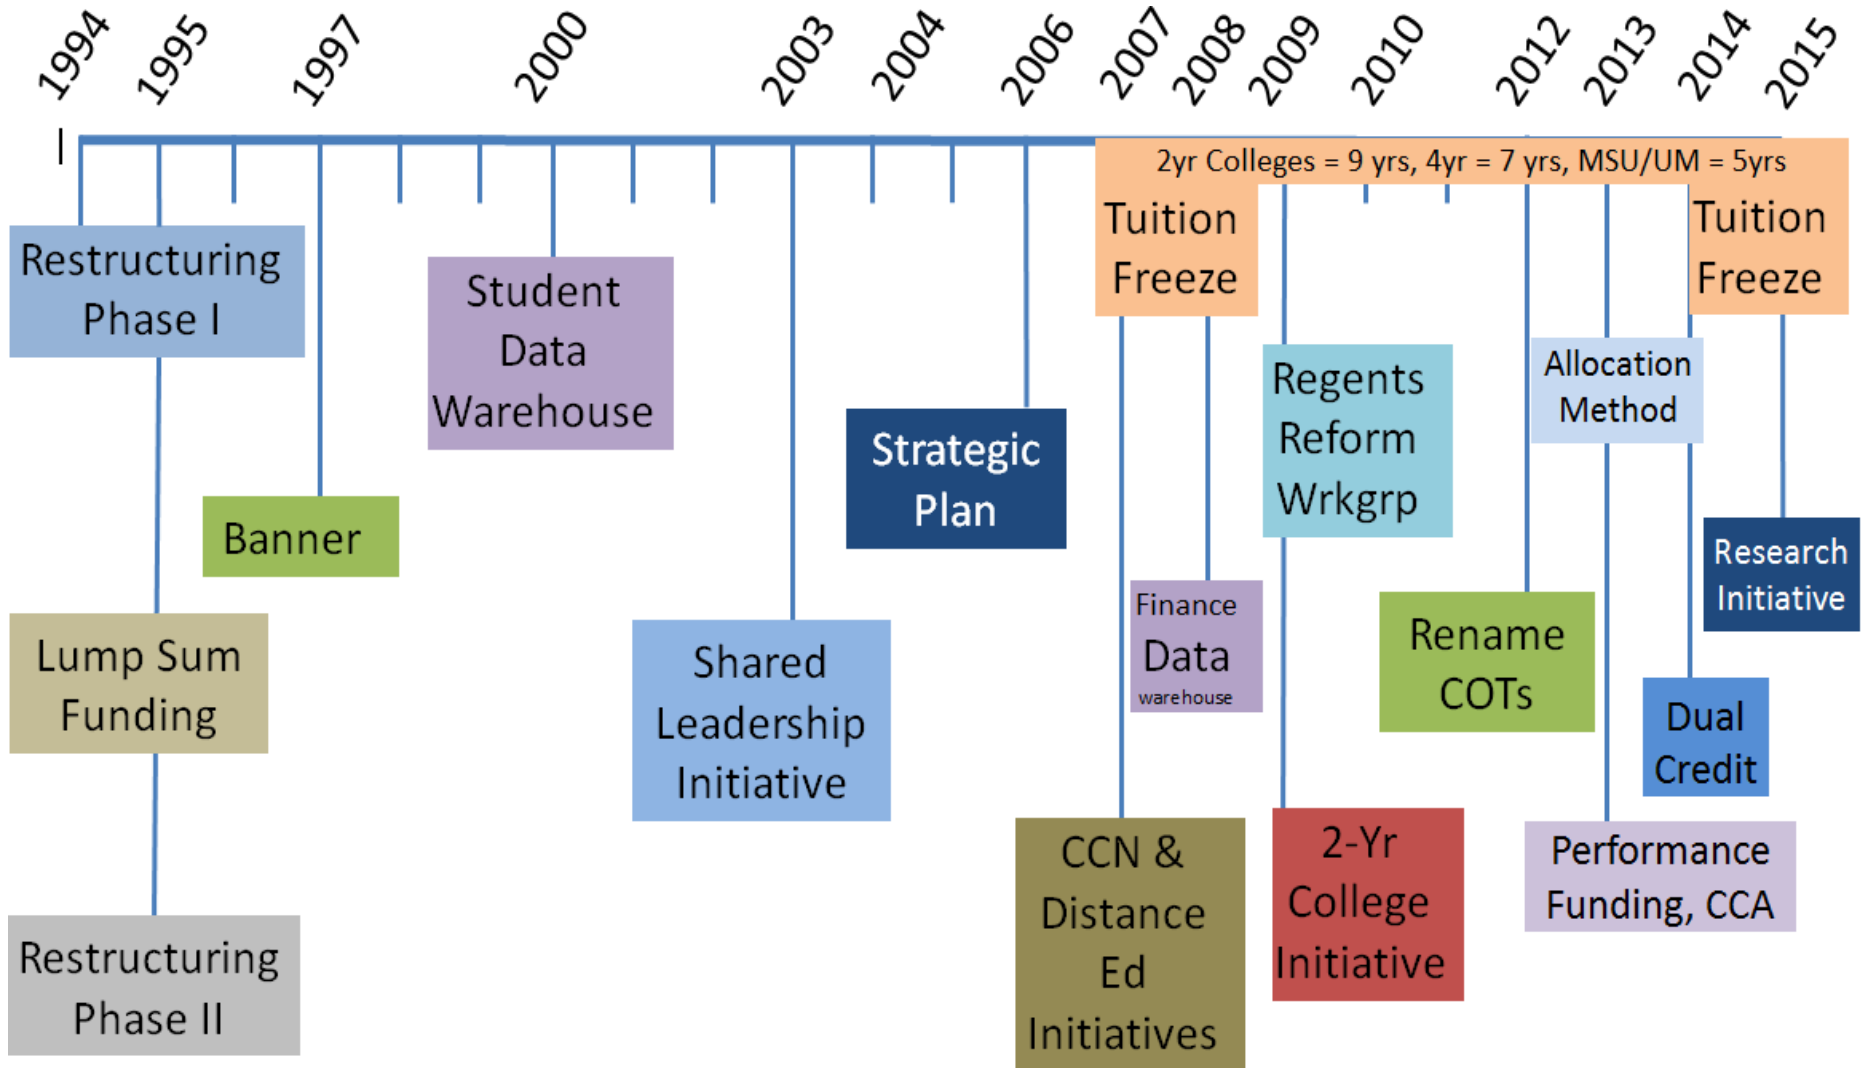 1994
1995
1997
2000
2003
2004
2006
2007
2008
2009
2010
2012
2013
2014
2015
2yr Colleges = 9 yrs, 4yr = 7 yrs, MSU/UM = 5yrs
Tuition
Freeze
Tuition
Freeze
Restructuring
Phase I
Student
Data
Warehouse
Regents
Reform
Wrkgrp
Allocation
Method
Strategic
Plan
Banner
Research
Initiative
Finance
Data
warehouse
Rename
COTs
Lump Sum
Funding
Shared
Leadership
Initiative
Dual
Credit
CCN &
Distance
Ed
Initiatives
2-Yr
College
Initiative
Performance
Funding, CCA
Restructuring
Phase II